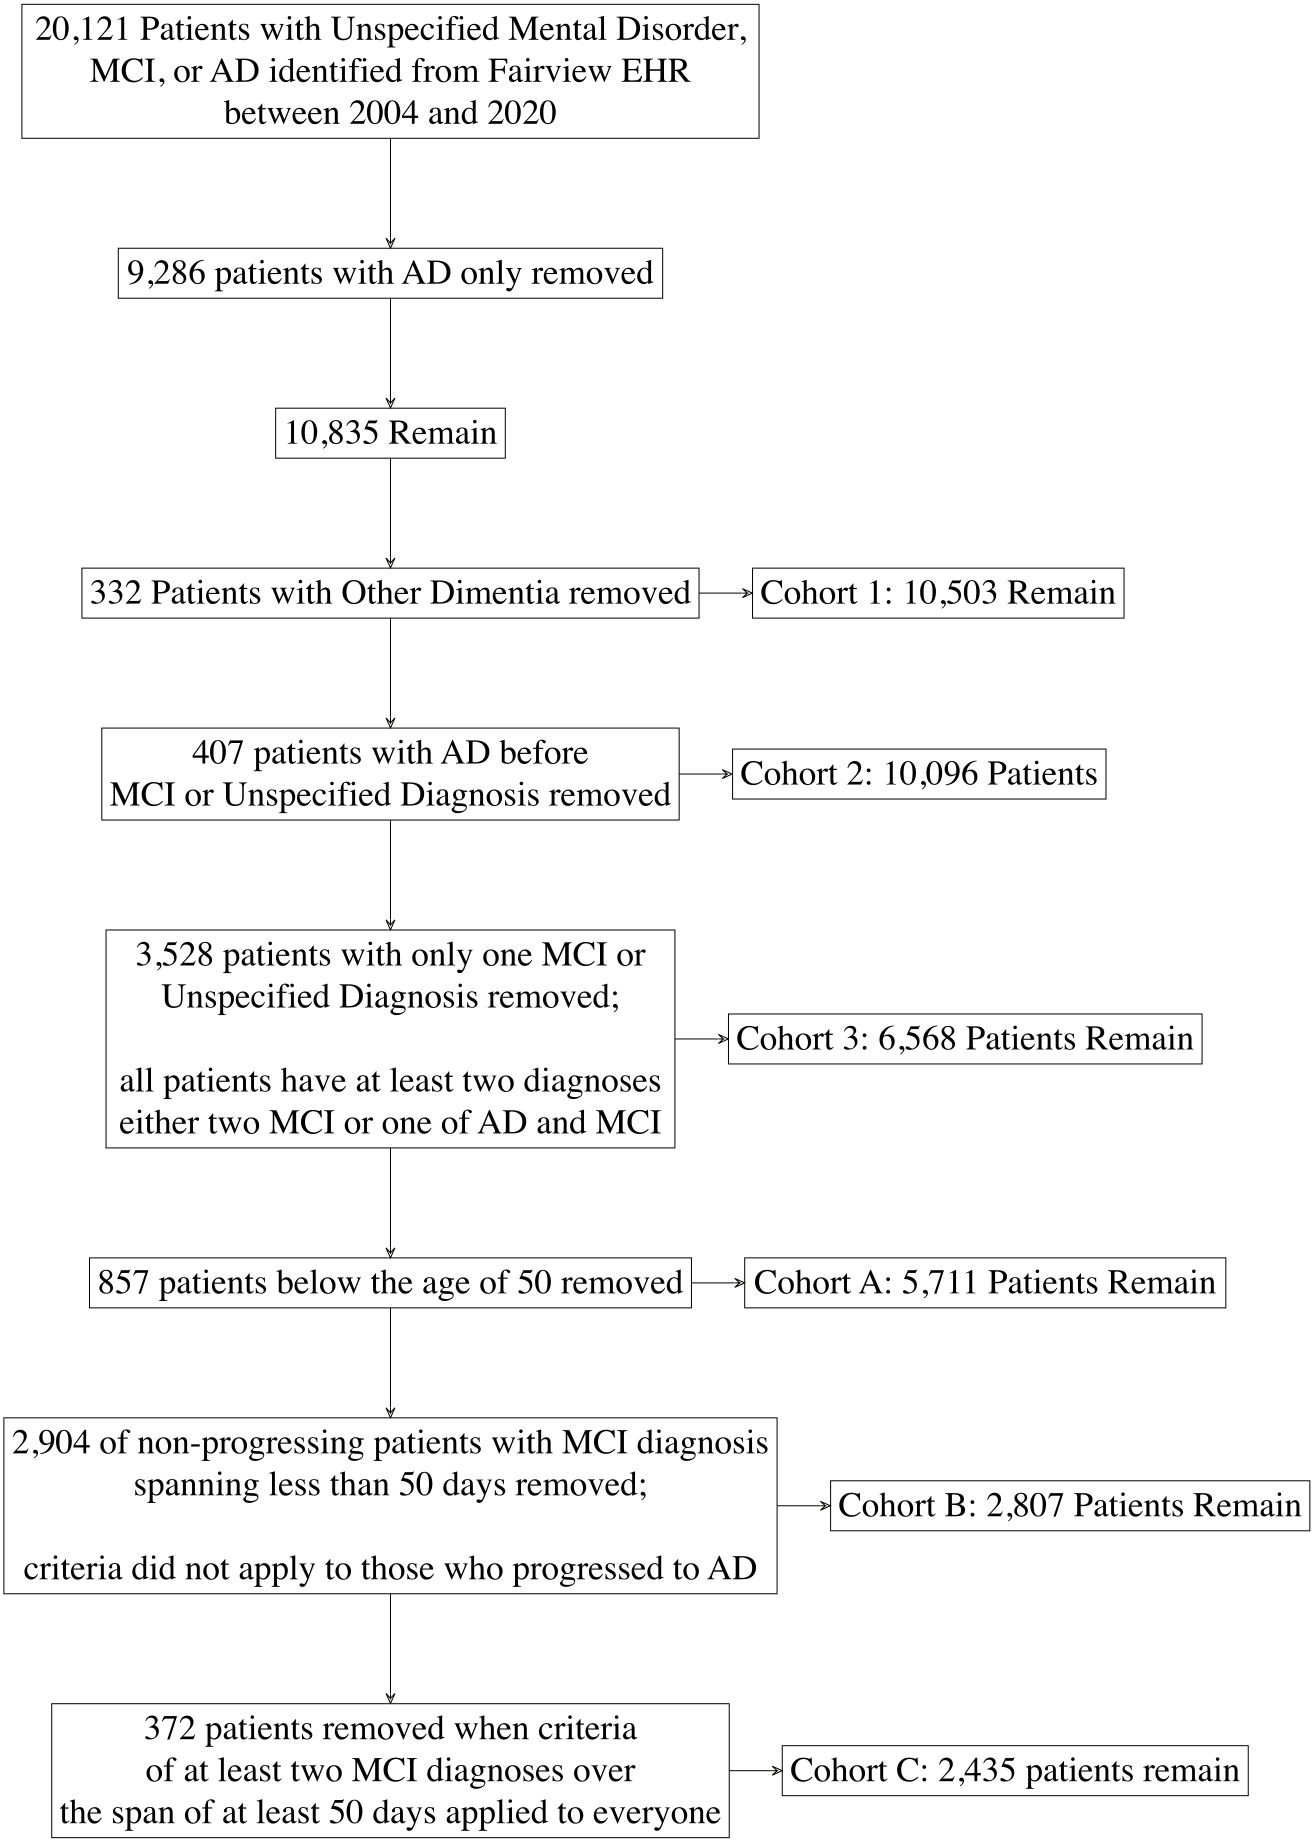 20,121 Patients with Unspecified Mental Disorder,
MCI, or AD identified from Fairview EHR
between 2004 and 2020
9,286 patients with AD only removed
10,835 Remain
332 Patients with Other Dimentia removed
Cohort 1: 10,503 Remain
407 patients with AD before
MCI or Unspecified Diagnosis removed
Cohort 2: 10,096 Patients
3,528 patients with only one MCI or
Unspecified Diagnosis removed;
all patients have at least two diagnoses
either two MCI or one of AD and MCI
Cohort 3: 6,568 Patients Remain
857 patients below the age of 50 removed
Cohort A: 5,711 Patients Remain
2,904 of non-progressing patients with MCI diagnosis
spanning less than 50 days removed;
criteria did not apply to those who progressed to AD
Cohort B: 2,807 Patients Remain
372 patients removed when criteria
of at least two MCI diagnoses over
the span of at least 50 days applied to everyone
Cohort C: 2,435 patients remain